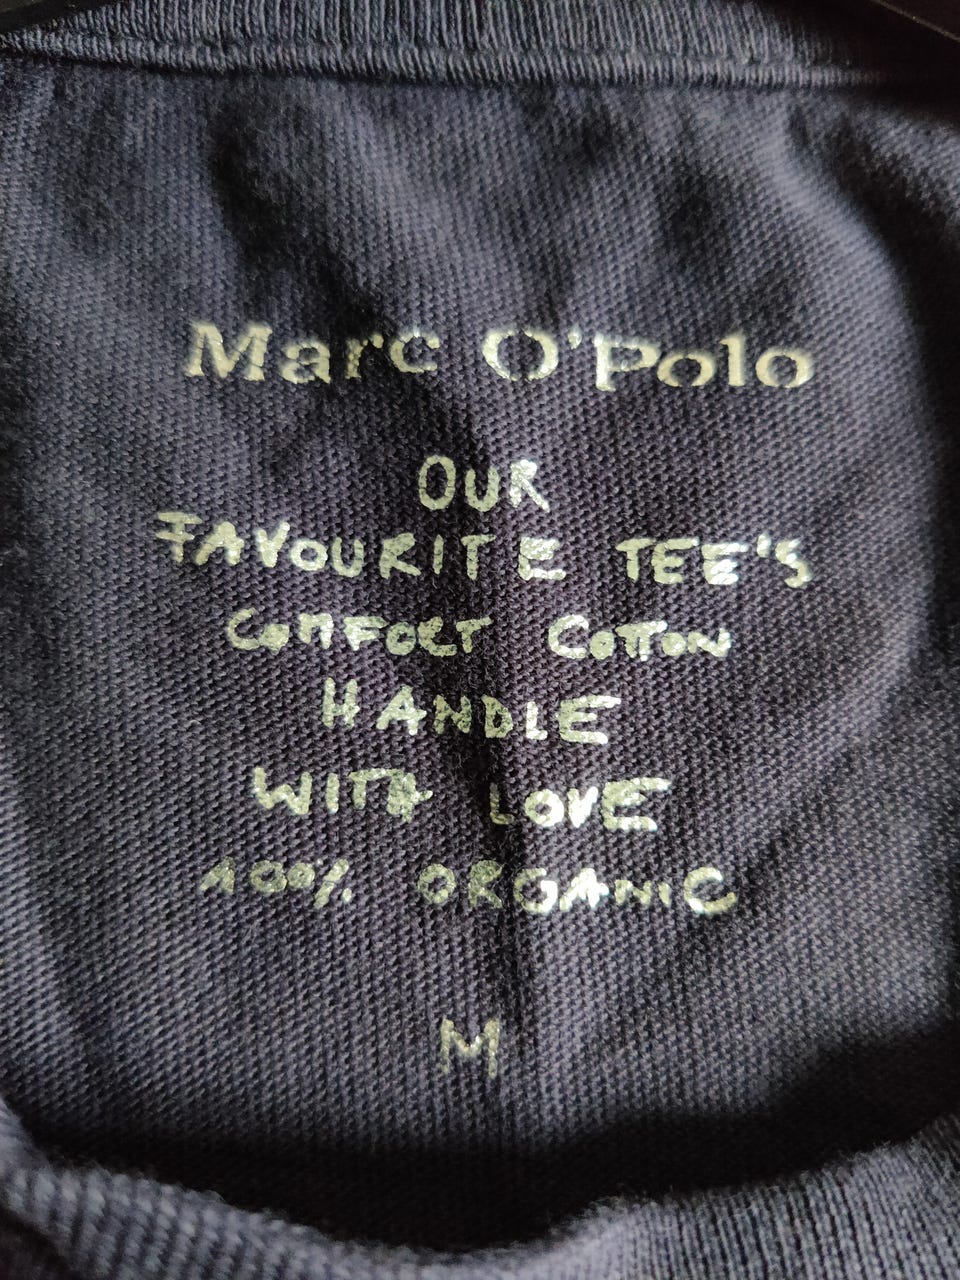 Marc O'Polo
OUR
FAVOURITE TEE'S
COMFORT COTTON
HANDLE
WITH LOVE
100% ORGANIC
M